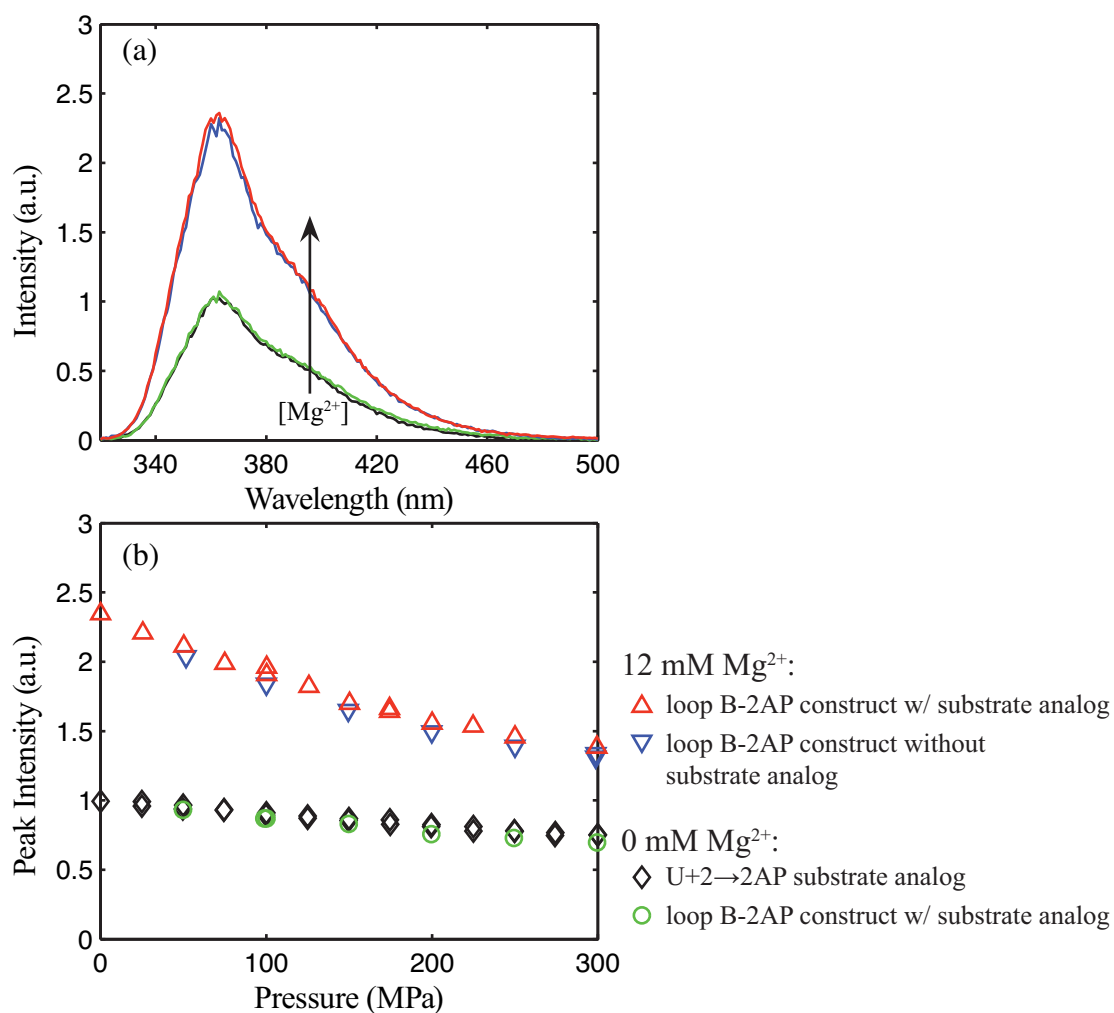 (a)
3
2.5
2
1.5
1
0.5
0
Intensity (a.u.)
[Mg²⁺]
340 380 420 460 500
Wavelength (nm)
(b)
3
2.5
2
1.5
1
0.5
0
Peak Intensity (a.u.)
0 100 200 300
Pressure (MPa)
12 mM Mg²⁺:
loop B-2AP construct w/ substrate analog
loop B-2AP construct without
substrate analog
0 mM Mg²⁺:
U+2→2AP substrate analog
loop B-2AP construct w/ substrate analog